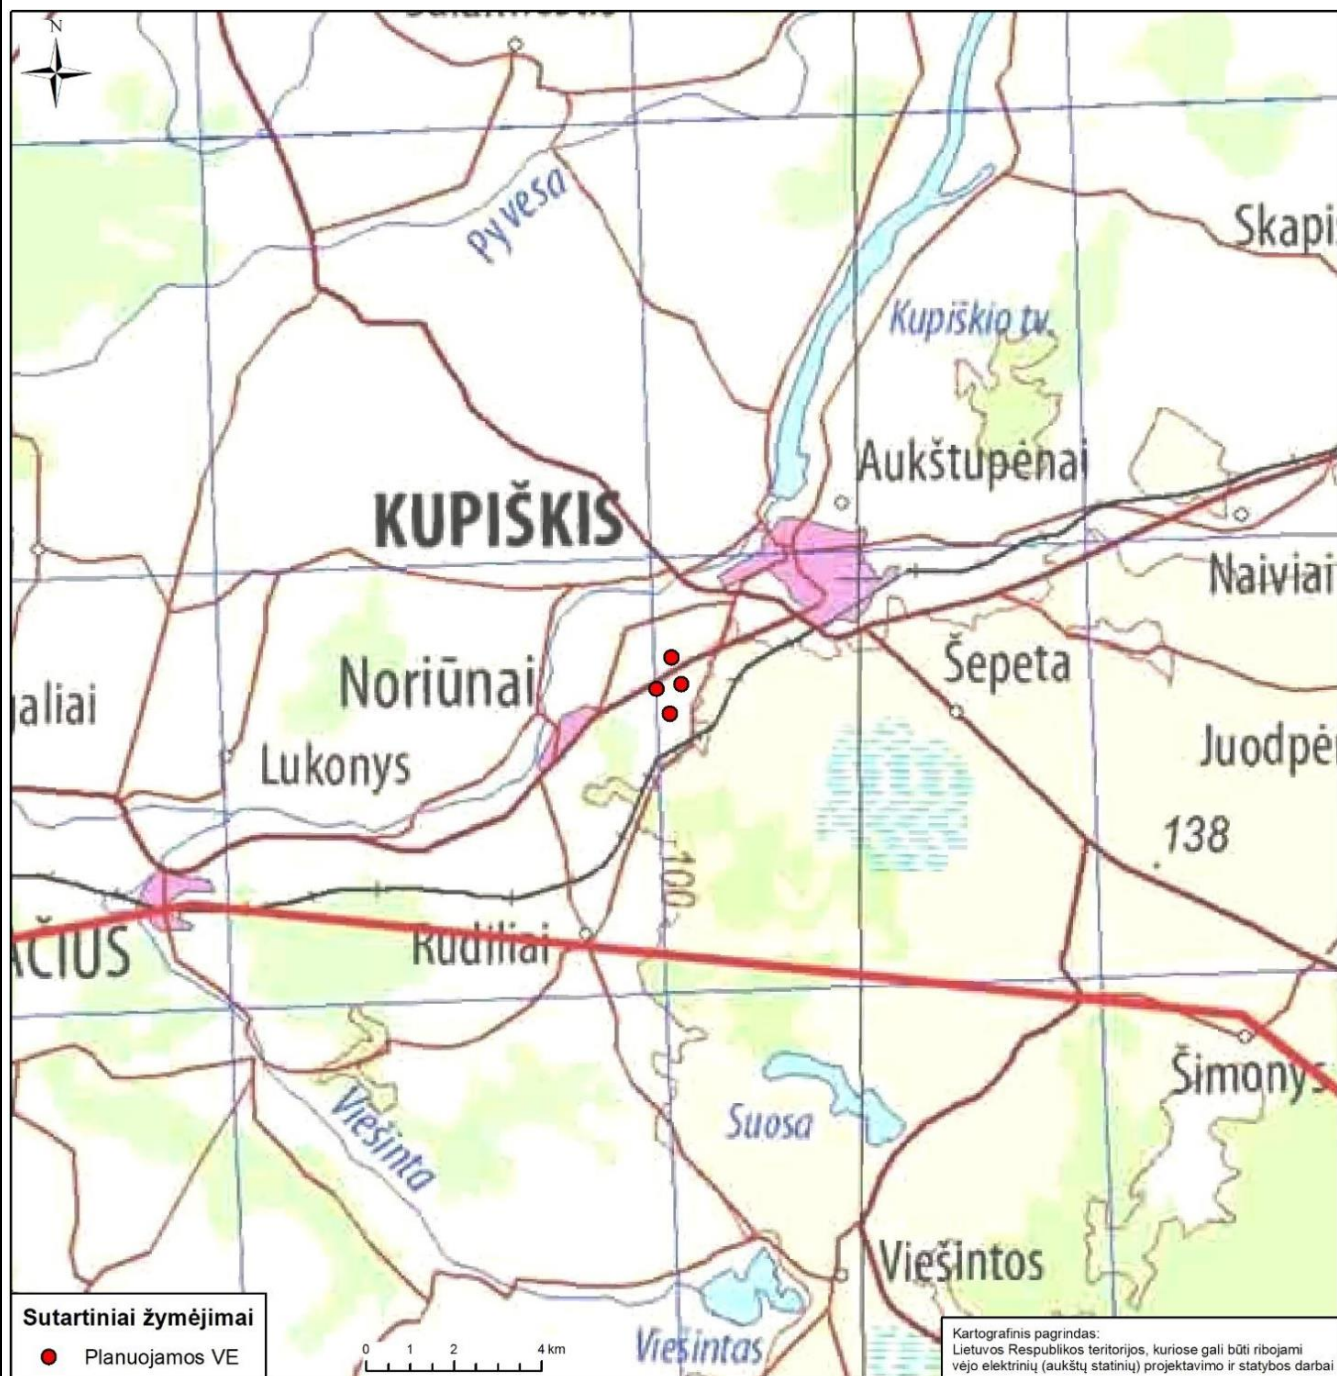 N
Pyvesa
Skapi
Kupiškio tv.
Aukštupėnai
KUPIŠKIS
Naiviai
Noriūnai
Šepeta
aliai
Lukonys
Juodpė
138
100
AČIUS
Rudiliai
Šimonys
Viešinta
Suosa
Viešintos
Viešintas
Sutartiniai žymėjimai
Planuojamos VE
0 1 2 4 km
Kartografinis pagrindas:
Lietuvos Respublikos teritorijos, kuriose gali būti ribojami
vėjo elektrinių (aukštų statinių) projektavimo ir statybos darbai